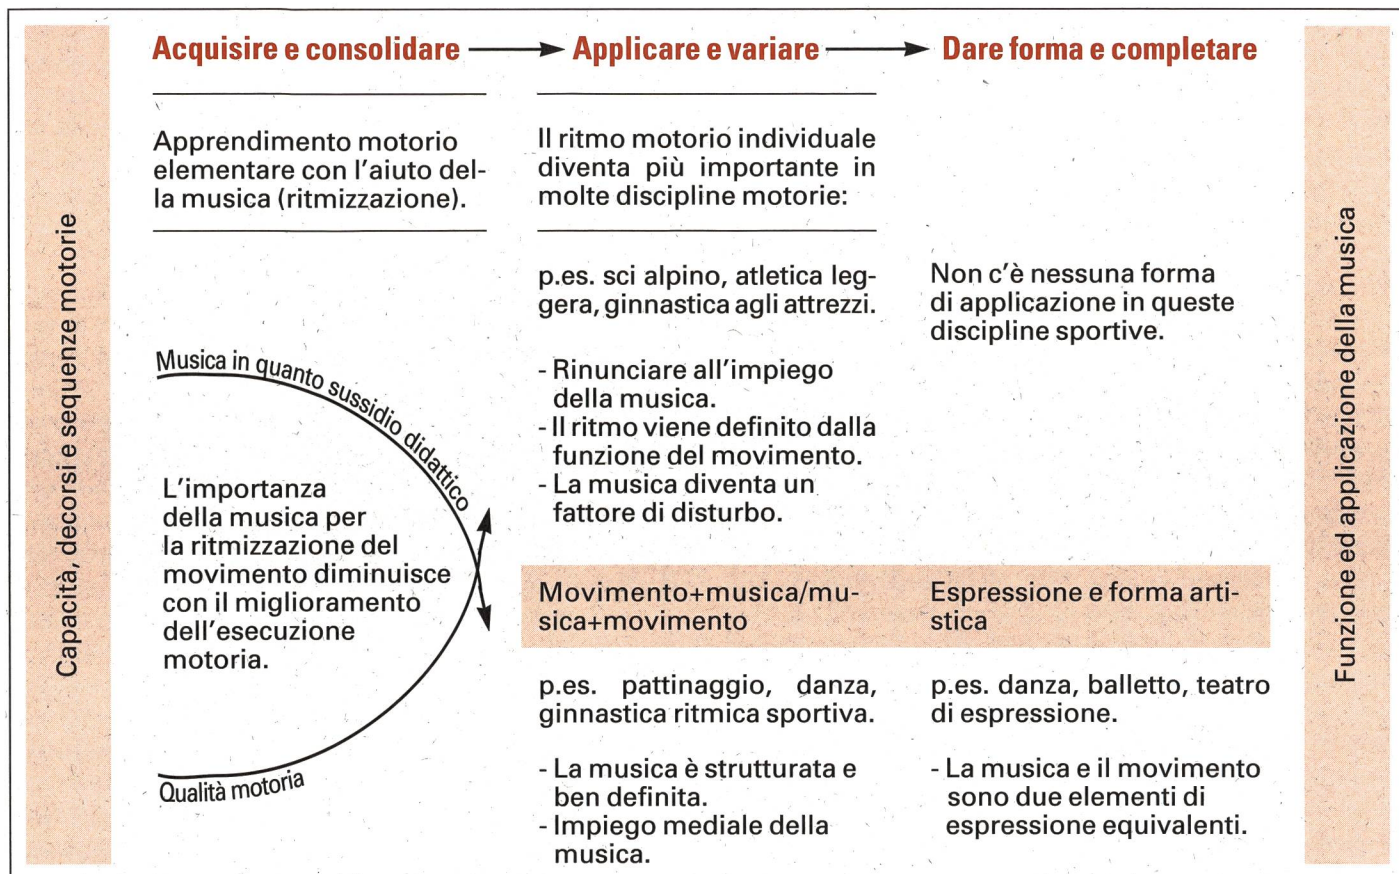 Capacità, decorsi e sequenze motorie
Acquisire e consolidare
Apprendimento motorio
elementare con l'aiuto del-
la musica (ritmizzazione).
Musica in quanto sussidio didattico
L'importanza
della musica per
la ritmizzazione del
movimento diminuisce
con il miglioramento
dell'esecuzione
motoria.
Qualità motoria
Applicare e variare
Il ritmo motorio individuale
diventa più importante in
molte discipline motorie:
p.es. sci alpino, atletica leg-
gera, ginnastica agli attrezzi.
- Rinunciare all'impiego
della musica.
- Il ritmo viene definito dalla
funzione del movimento.
- La musica diventa un
fattore di disturbo.
Movimento+musica/mu-
sica+movimento
p.es. pattinaggio, danza,
ginnastica ritmica sportiva.
- La musica è strutturata e
ben definita.
- Impiego mediale della
musica.
Dare forma e completare
Non c'è nessuna forma
di applicazione in queste
discipline sportive.
Espressione e forma arti-
stica
p.es. danza, balletto, teatro
di espressione.
- La musica e il movimento
sono due elementi di
espressione equivalenti.
Funzione ed applicazione della musica